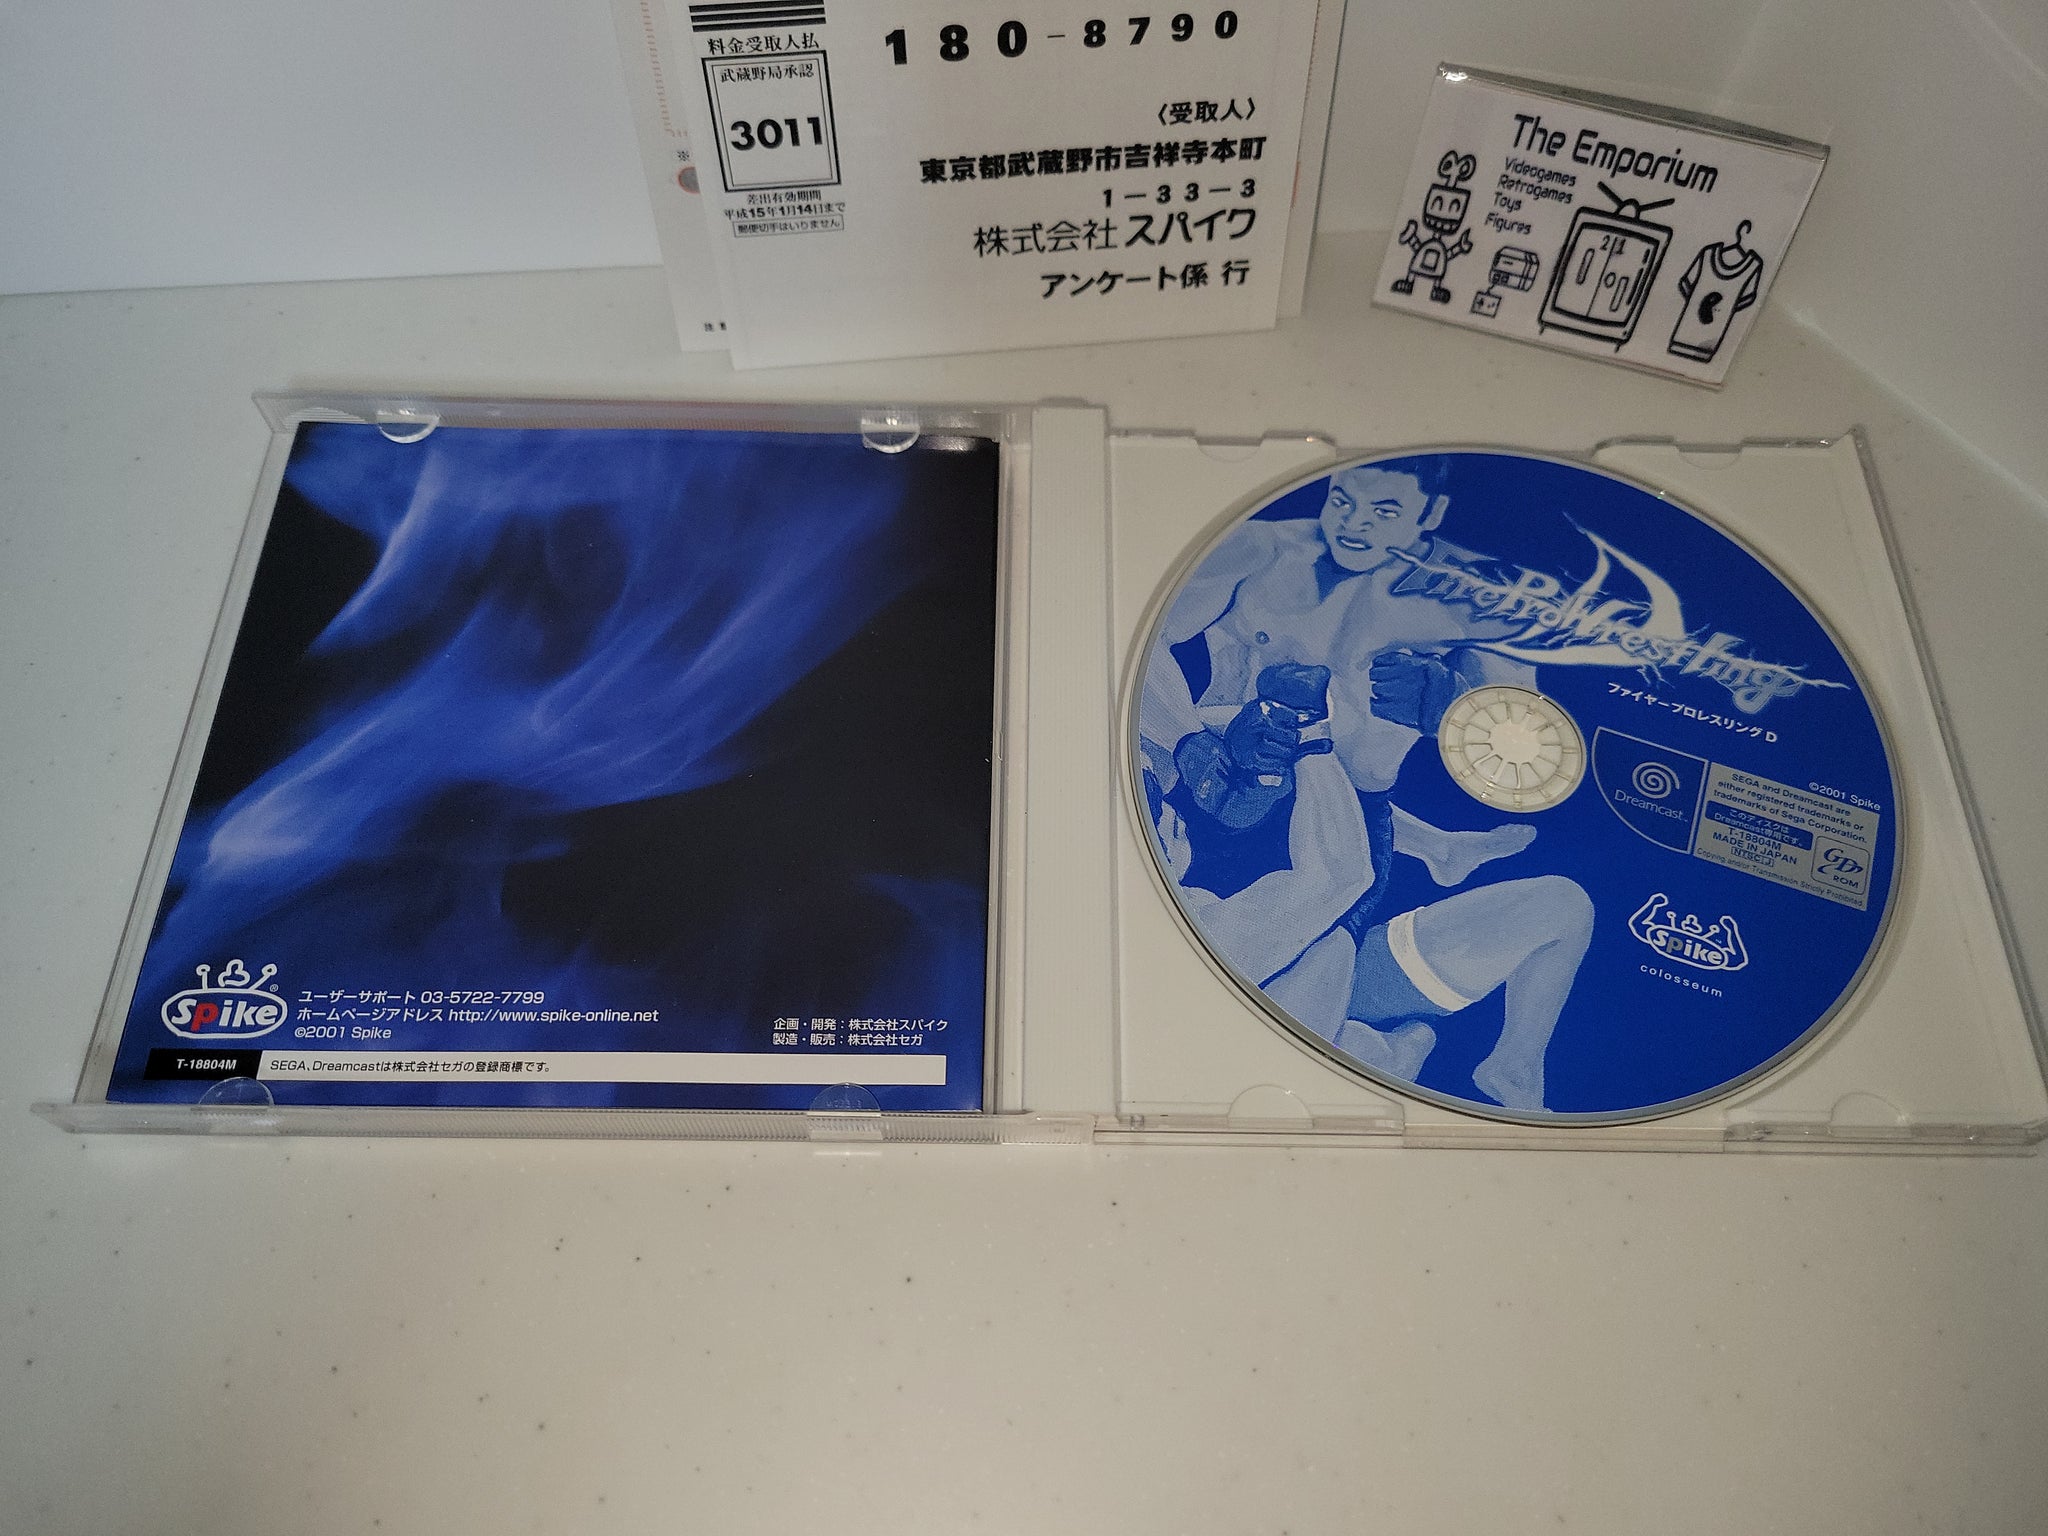 料金受取人払
武蔵野局承認
3011
差出有効期間
平成15年1月14日まで
郵便切手はいりません
180-8790
〈受取人〉
東京都武蔵野市吉祥寺本町
1-33-3
株式会社スパイク
アンケート係 行
The Emporium
Videogames
Retrogames
Toys
Figures
spike
ユーザーサポート 03-5722-7799
ホームページアドレス http://www.spike-online.net
©2001 Spike
企画・開発：株式会社スパイク
製造・販売：株式会社セガ
T-18804M
SEGA、Dreamcastは株式会社セガの登録商標です。
FireProWrestling D
ファイヤープロレスリングD
Dreamcast
©2001 Spike
SEGA and Dreamcast are
either registered trademarks or
trademarks of Sega Corporation.
このディスクは
Dreamcast専用です。
T-18804M
MADE IN JAPAN
NTSC J
Copying and/or Transmission Strictly Prohibited.
GD
ROM
spike
colosseum